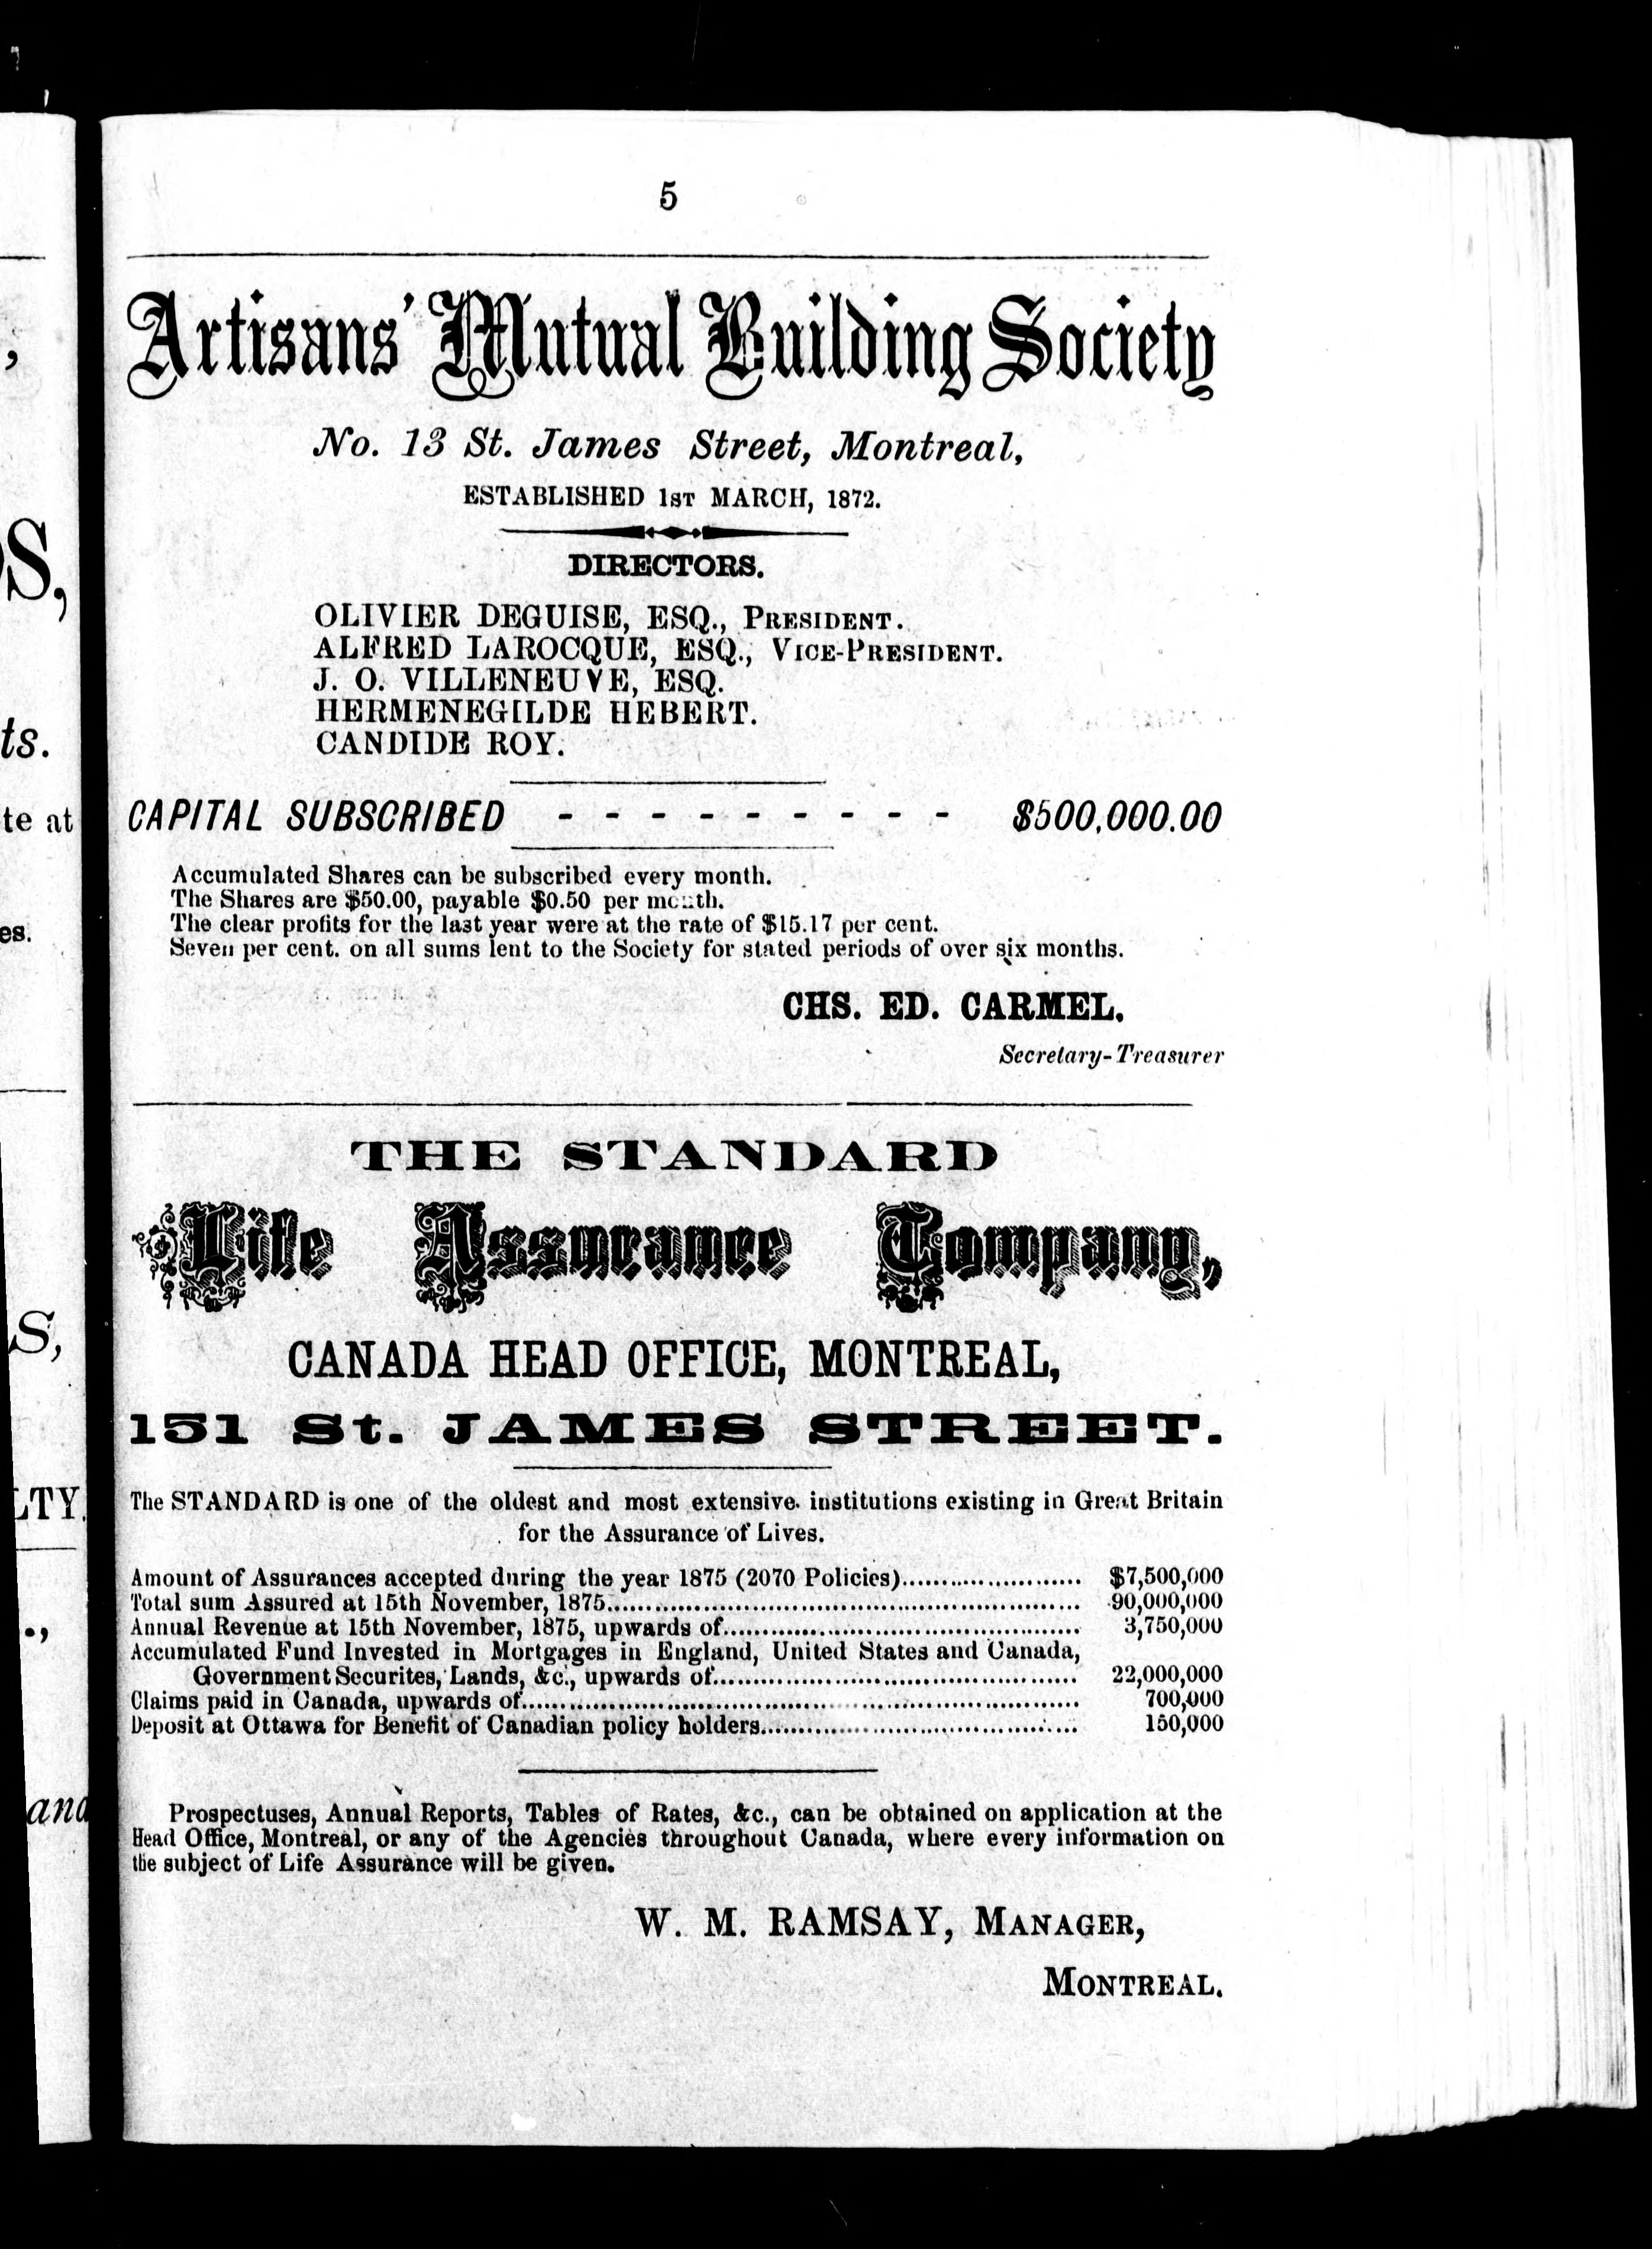 5
Artisans' Mutual Building Society
No. 13 St. James Street, Montreal,
ESTABLISHED 1ST MARCH, 1872.
DIRECTORS.
OLIVIER DEGUISE, ESQ., PRESIDENT.
ALFRED LAROCQUE, ESQ., VICE-PRESIDENT.
J. O. VILLENEUVE, ESQ.
HERMENEGILDE HEBERT.
CANDIDE ROY.
CAPITAL SUBSCRIBED - - - - - - - - - $500,000.00
Accumulated Shares can be subscribed every month.
The Shares are $50.00, payable $0.50 per month.
The clear profits for the last year were at the rate of $15.17 per cent.
Seven per cent. on all sums lent to the Society for stated periods of over six months.
CHS. ED. CARMEL.
Secretary-Treasurer
THE STANDARD
Life Assurance Company,
CANADA HEAD OFFICE, MONTREAL,
151 St. JAMES STREET.
The STANDARD is one of the oldest and most extensive. institutions existing in Great Britain
for the Assurance of Lives.
Amount of Assurances accepted during the year 1875 (2070 Policies)........................ $7,500,000
Total sum Assured at 15th November, 1875............................................................ 90,000,000
Annual Revenue at 15th November, 1875, upwards of............................................. 3,750,000
Accumulated Fund Invested in Mortgages in England, United States and Canada,
Government Securites, Lands, &c., upwards of.............................................. 22,000,000
Claims paid in Canada, upwards of...................................................................... 700,000
Deposit at Ottawa for Benefit of Canadian policy holders........................................ 150,000
Prospectuses, Annual Reports, Tables of Rates, &c., can be obtained on application at the
Head Office, Montreal, or any of the Agencies throughout Canada, where every information on
the subject of Life Assurance will be given.
W. M. RAMSAY, MANAGER,
MONTREAL.